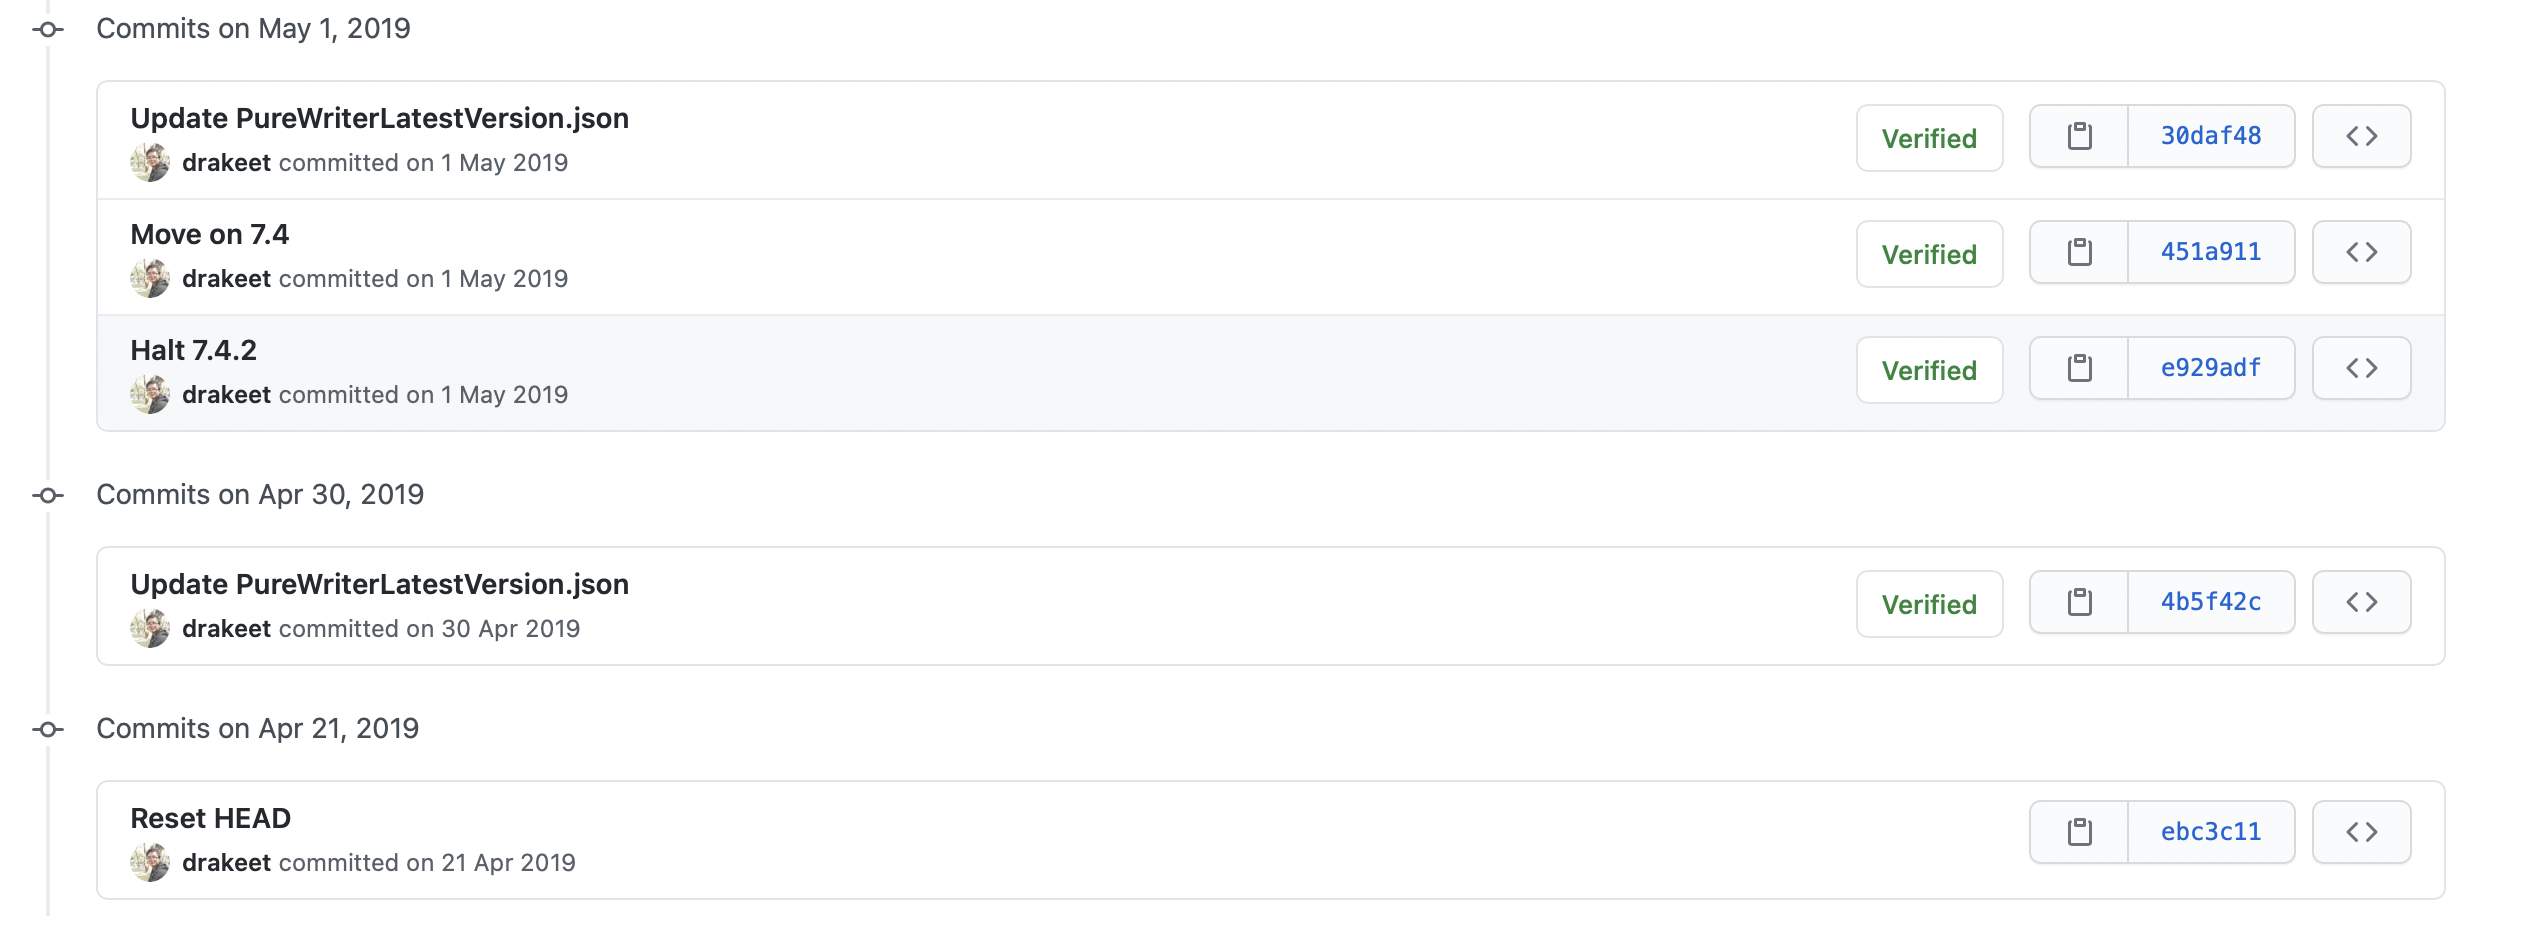 Commits on May 1, 2019
Update PureWriterLatestVersion.json
drakeet committed on 1 May 2019
Verified
30daf48
Move on 7.4
drakeet committed on 1 May 2019
Verified
451a911
Halt 7.4.2
drakeet committed on 1 May 2019
Verified
e929adf
Commits on Apr 30, 2019
Update PureWriterLatestVersion.json
drakeet committed on 30 Apr 2019
Verified
4b5f42c
Commits on Apr 21, 2019
Reset HEAD
drakeet committed on 21 Apr 2019
ebc3c11